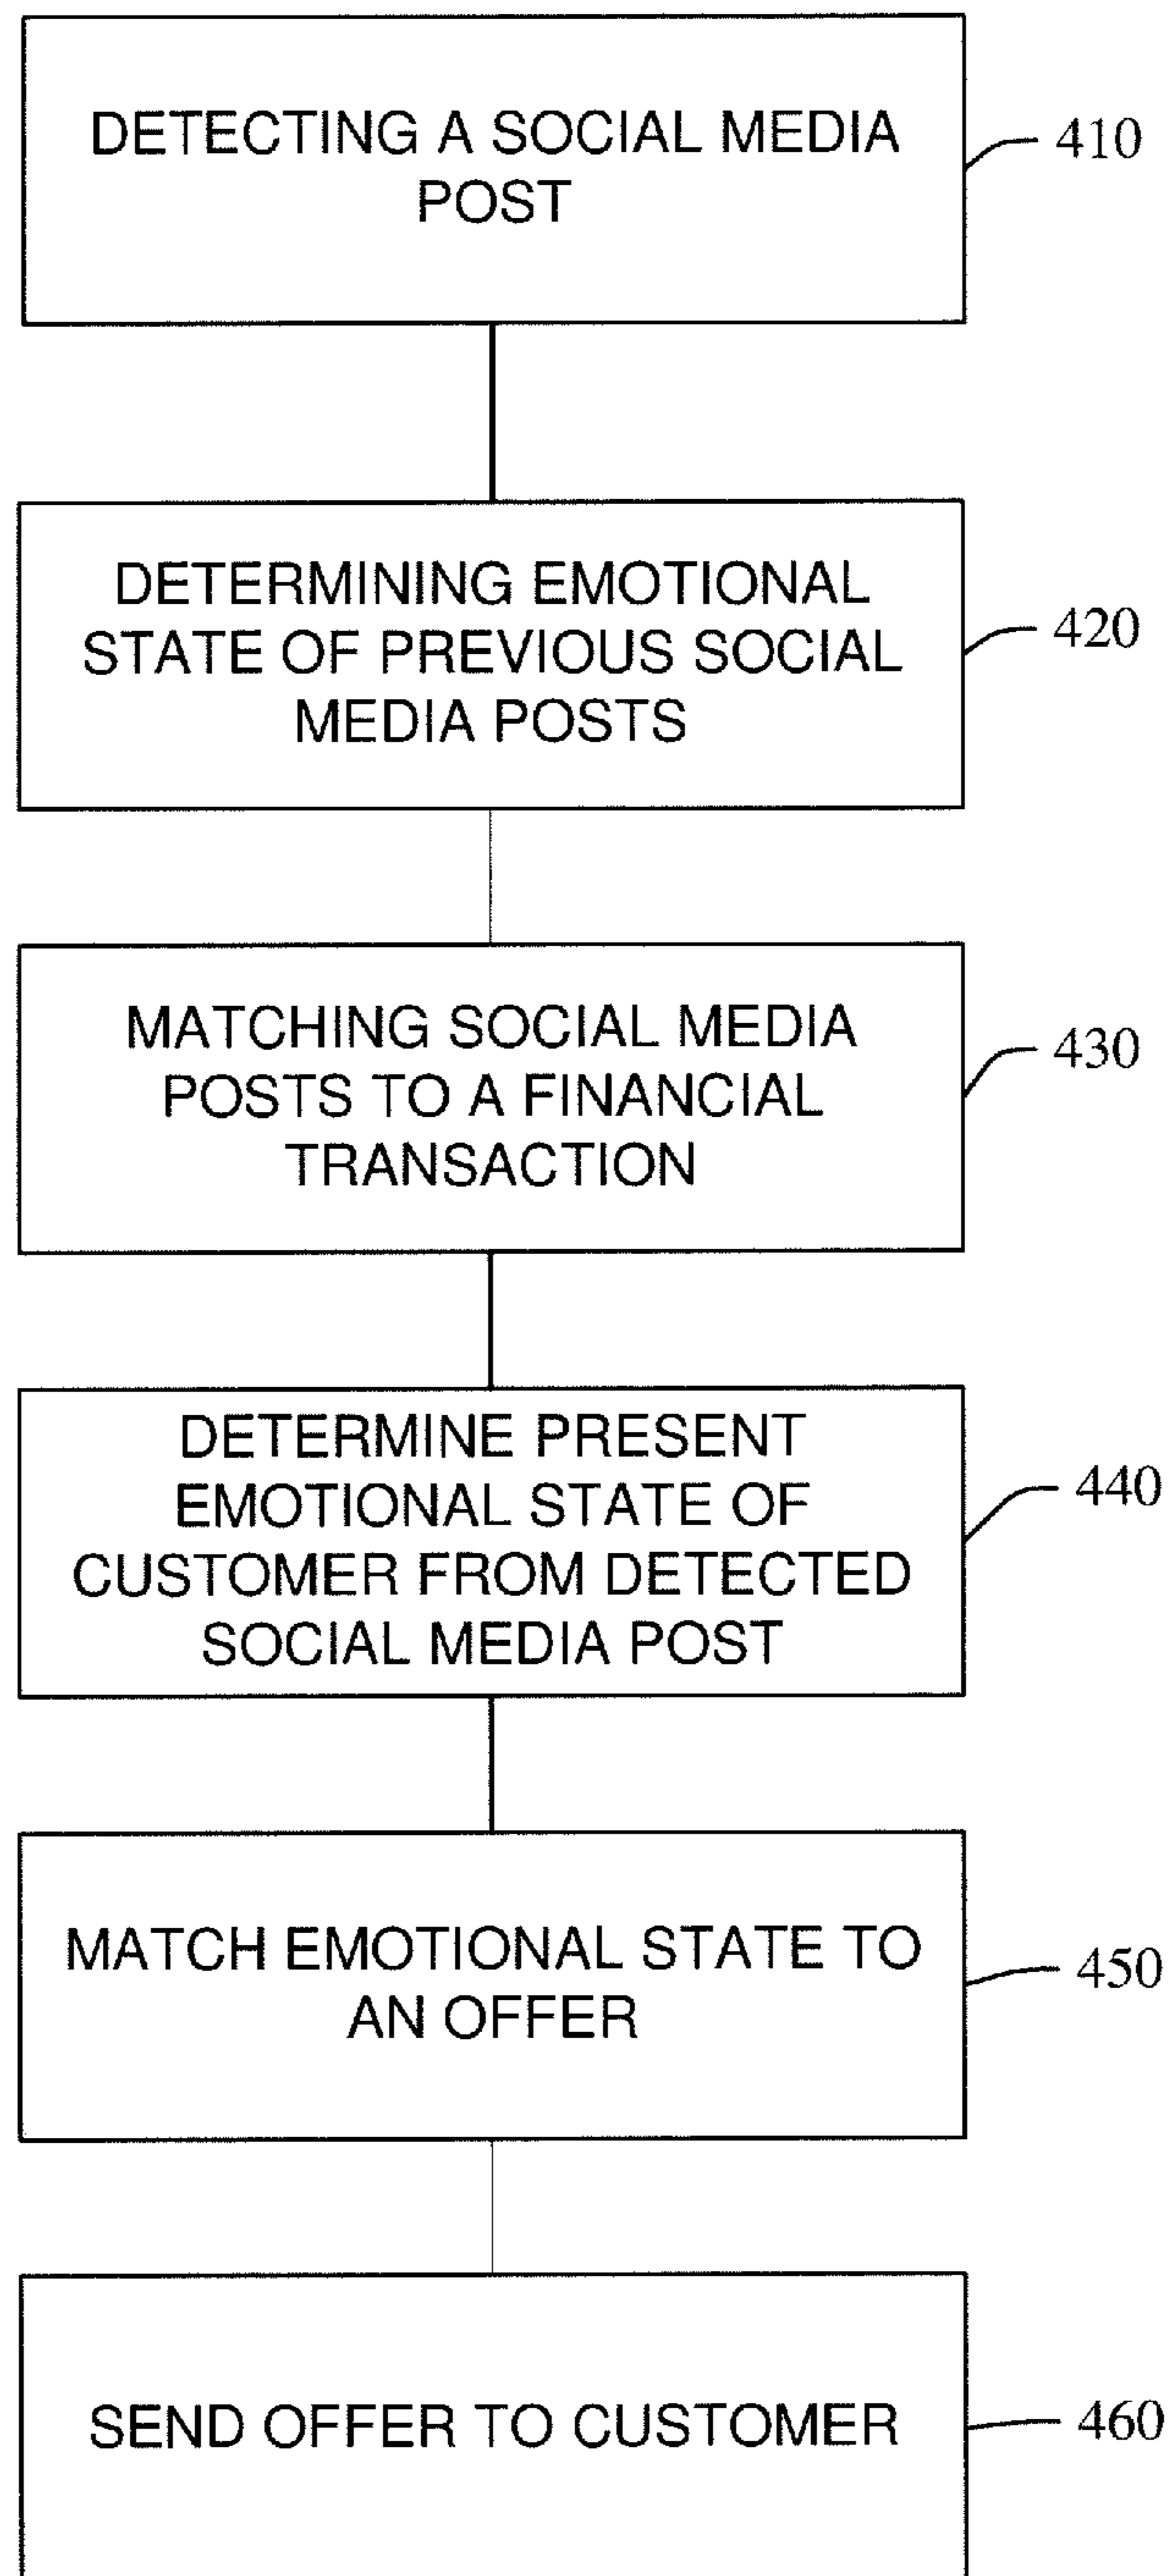 DETECTING A SOCIAL MEDIA
POST
410
DETERMINING EMOTIONAL
STATE OF PREVIOUS SOCIAL
MEDIA POSTS
420
MATCHING SOCIAL MEDIA
POSTS TO A FINANCIAL
TRANSACTION
430
DETERMINE PRESENT
EMOTIONAL STATE OF
CUSTOMER FROM DETECTED
SOCIAL MEDIA POST
440
MATCH EMOTIONAL STATE TO
AN OFFER
450
SEND OFFER TO CUSTOMER
460